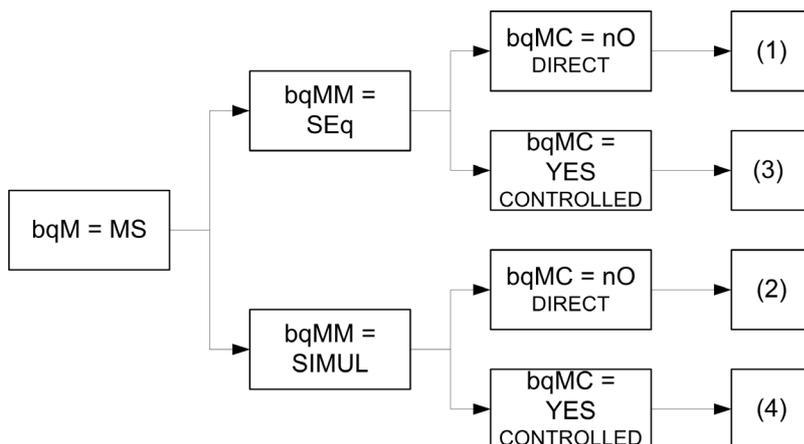 bqM = MS
bqMM =
SEq
bqMC = nO
DIRECT
(1)
bqMC =
YES
CONTROLLED
(3)
bqMM =
SIMUL
bqMC = nO
DIRECT
(2)
bqMC =
YES
CONTROLLED
(4)